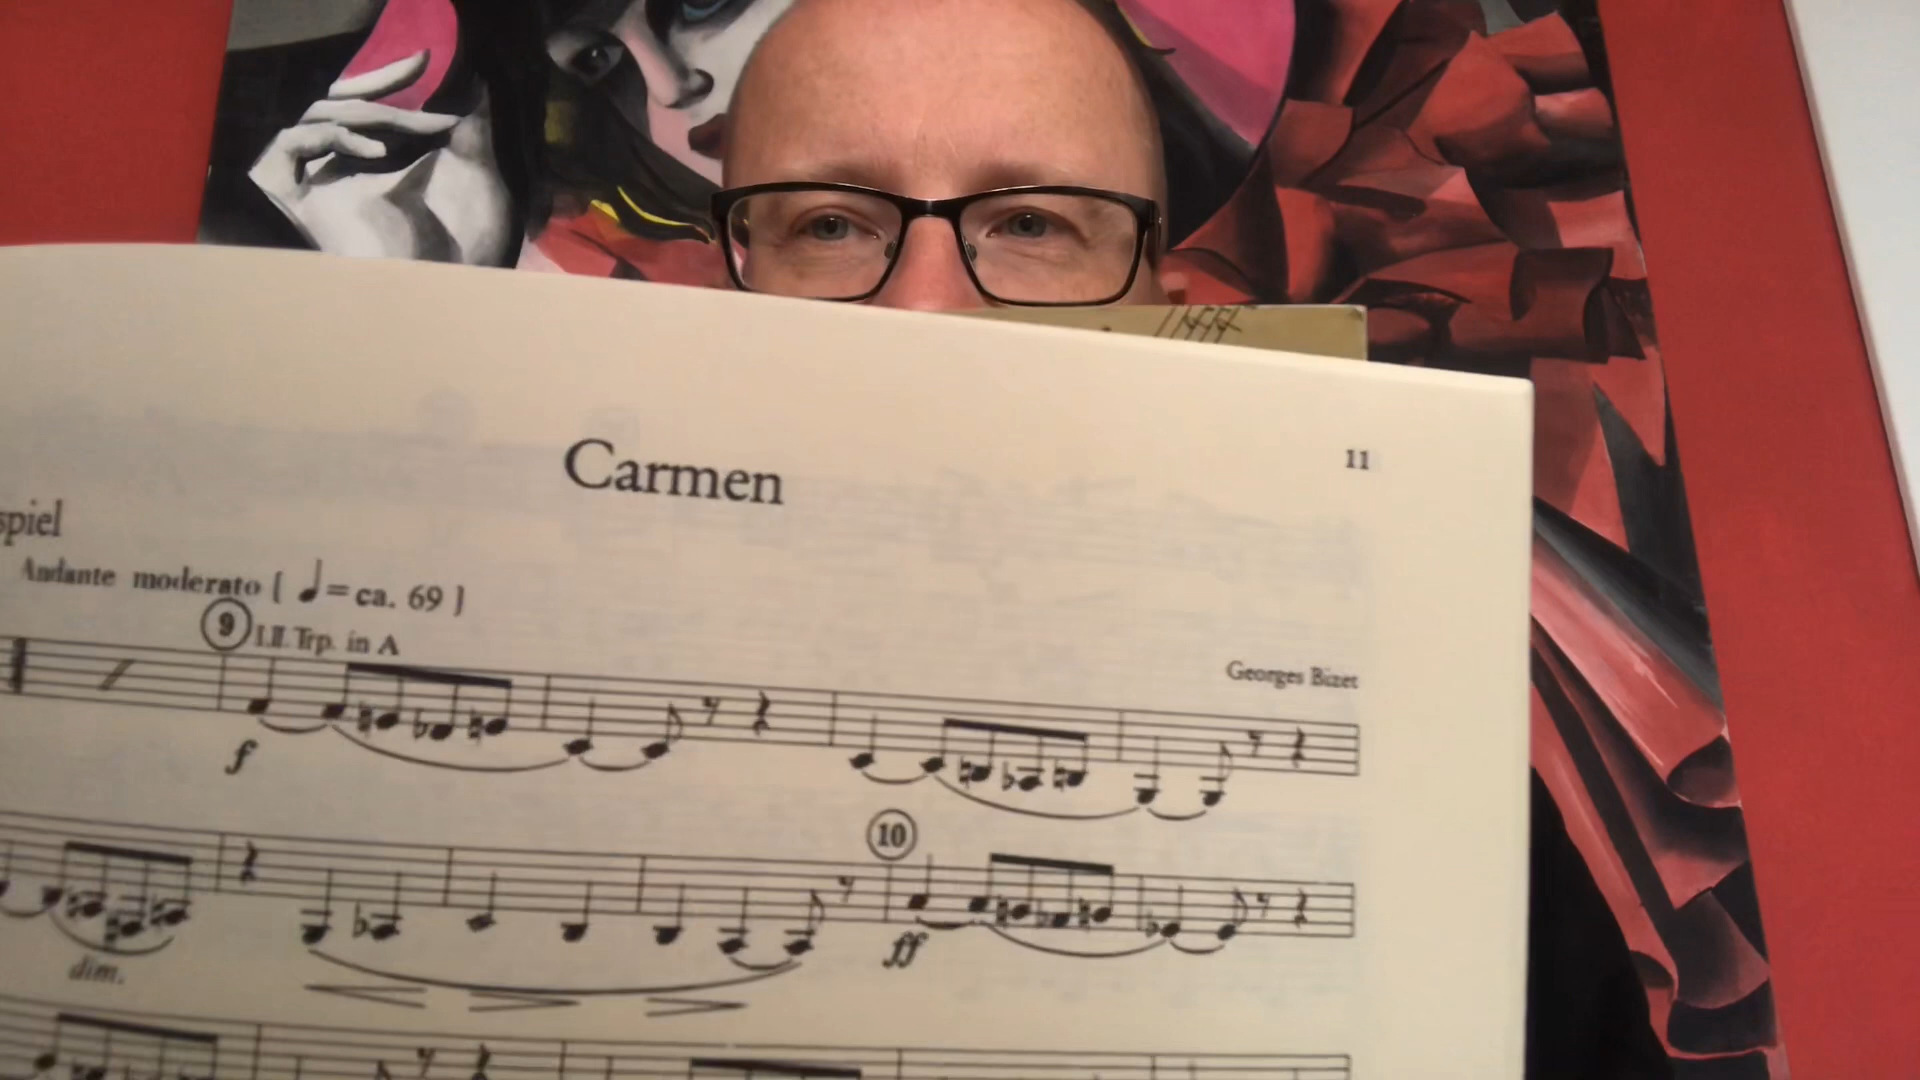 Carmen
11
spiel
Andante moderato [ ♩ = ca. 69 ]
9 I.II. Trp. in A
Georges Bizet
f
10
ff
dim.